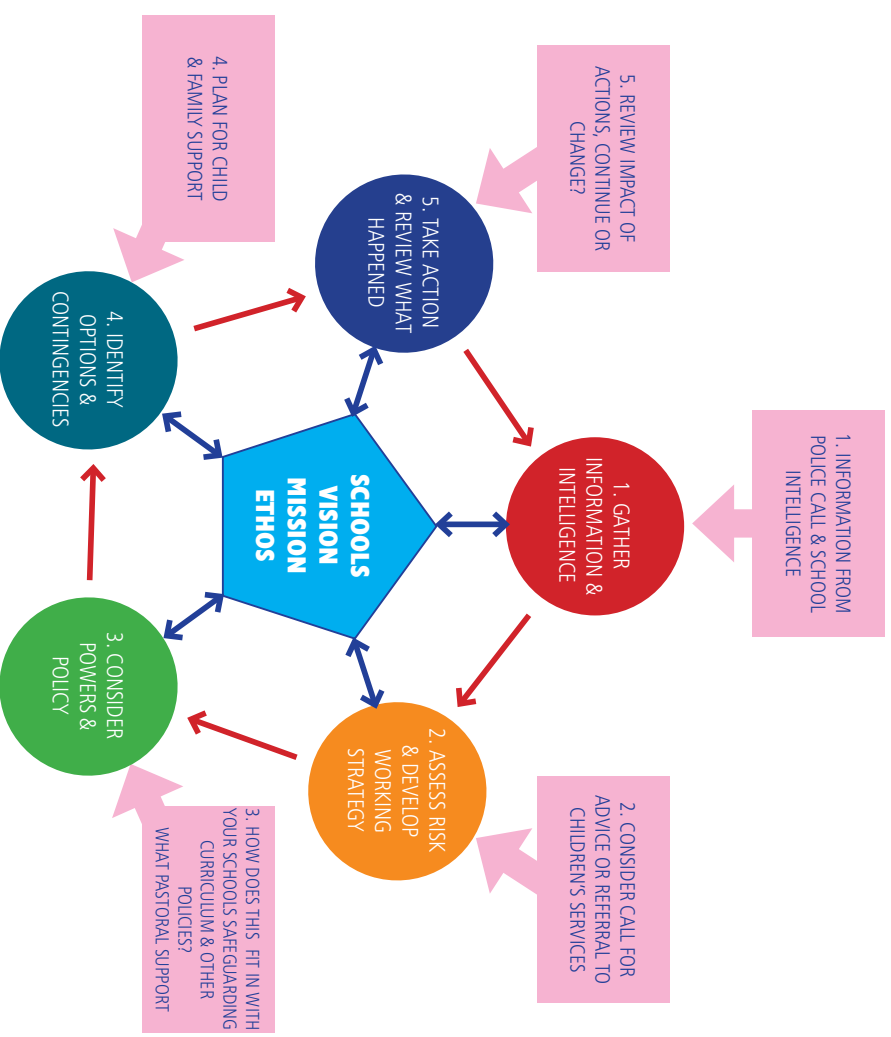 1. INFORMATION FROM
POLICE CALL & SCHOOL
INTELLIGENCE
1. GATHER
INFORMATION &
INTELLIGENCE
2. CONSIDER CALL FOR
ADVICE OR REFERRAL TO
CHILDREN'S SERVICES
2. ASSESS RISK
& DEVELOP
WORKING
STRATEGY
3. HOW DOES THIS FIT IN WITH
YOUR SCHOOLS SAFEGUARDING
CURRICULUM & OTHER
POLICIES?
WHAT PASTORAL SUPPORT
3. CONSIDER
POWERS &
POLICY
4. PLAN FOR CHILD
& FAMILY SUPPORT
4. IDENTIFY
OPTIONS &
CONTINGENCIES
5. REVIEW IMPACT OF
ACTIONS, CONTINUE OR
CHANGE?
5. TAKE ACTION
& REVIEW WHAT
HAPPENED
SCHOOLS
VISION
MISSION
ETHOS